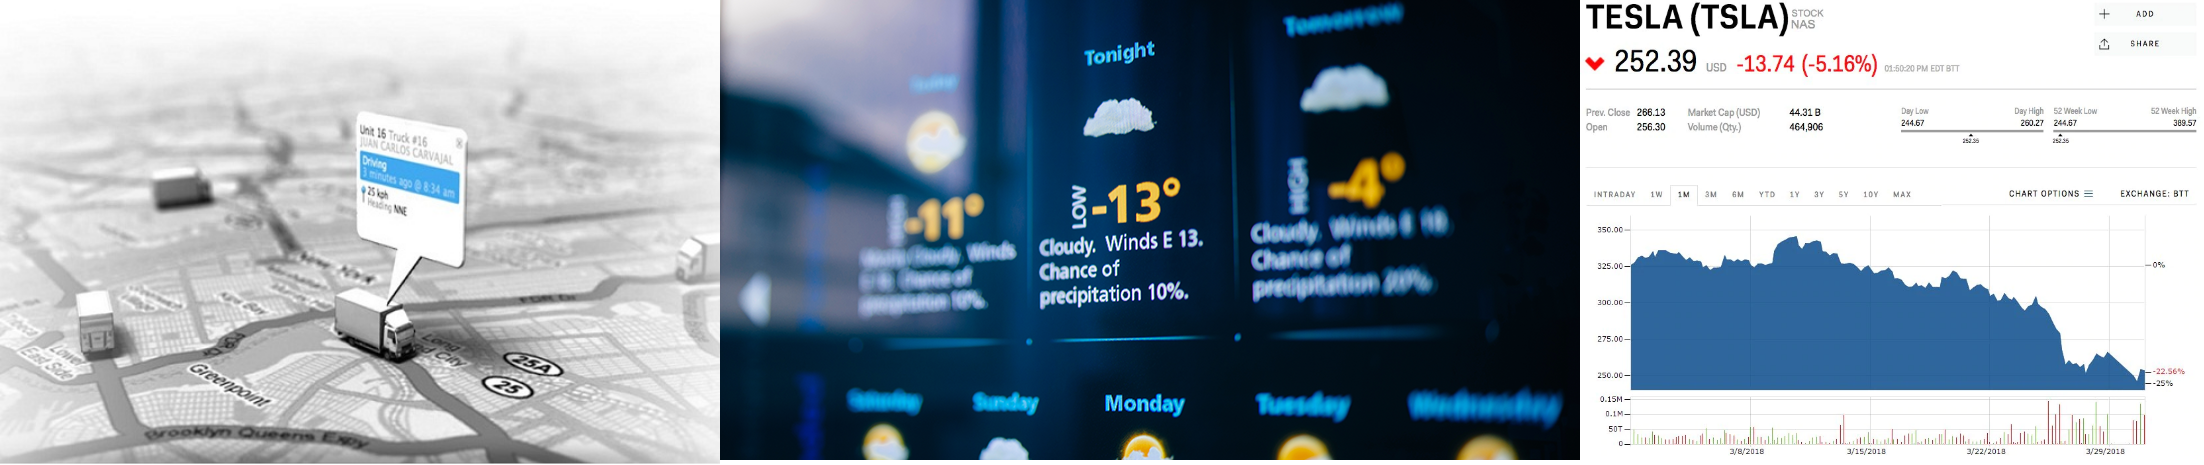 Unit 16 Truck #16
JUAN CARLOS CARVAJAL
Driving
3 minutes ago @ 8:34 am
25 kph
Heading NNE
New York
FDR Dr
Long
City
25A
25
Greenpoint
Lower
East Side
Brooklyn Queens Expy
Today
-11°
Tonight
LOW
-13°
Cloudy. Winds E 13.
Chance of
precipitation 10%.
Tomorrow
HIGH
-4°
Cloudy. Winds E
Chance of
precipitation 20%.
Saturday
Sunday
Monday
Tuesday
Wednesday
TESLA (TSLA) STOCK
NAS
+ ADD
SHARE
252.39 USD -13.74 (-5.16%) 01:50:20 PM EDT BTT
Prev. Close 266.13 Market Cap (USD) 44.31 B
Open 256.30 Volume (Qty.) 464,906
Day Low Day High 52 Week Low 52 Week High
244.67 260.27 244.67 389.57
252.39 252.39
INTRADAY 1W 1M 3M 6M YTD 1Y 3Y 5Y 10Y MAX CHART OPTIONS EXCHANGE: BTT
350.00
325.00
300.00
275.00
250.00
0%
-22.56%
-25%
0.15M
0.1M
50T
0
3/8/2018 3/15/2018 3/22/2018 3/29/2018